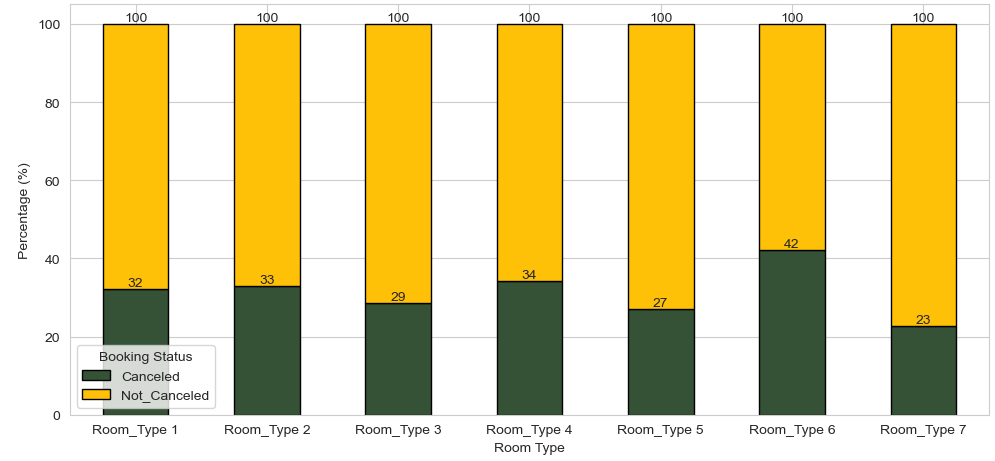 100 100 100 100 100 100 100
100
80
60
40
20
0
Percentage (%)
32 33 29 34 27 42 23
Booking Status
Canceled
Not_Canceled
Room_Type 1 Room_Type 2 Room_Type 3 Room_Type 4 Room_Type 5 Room_Type 6 Room_Type 7
Room Type